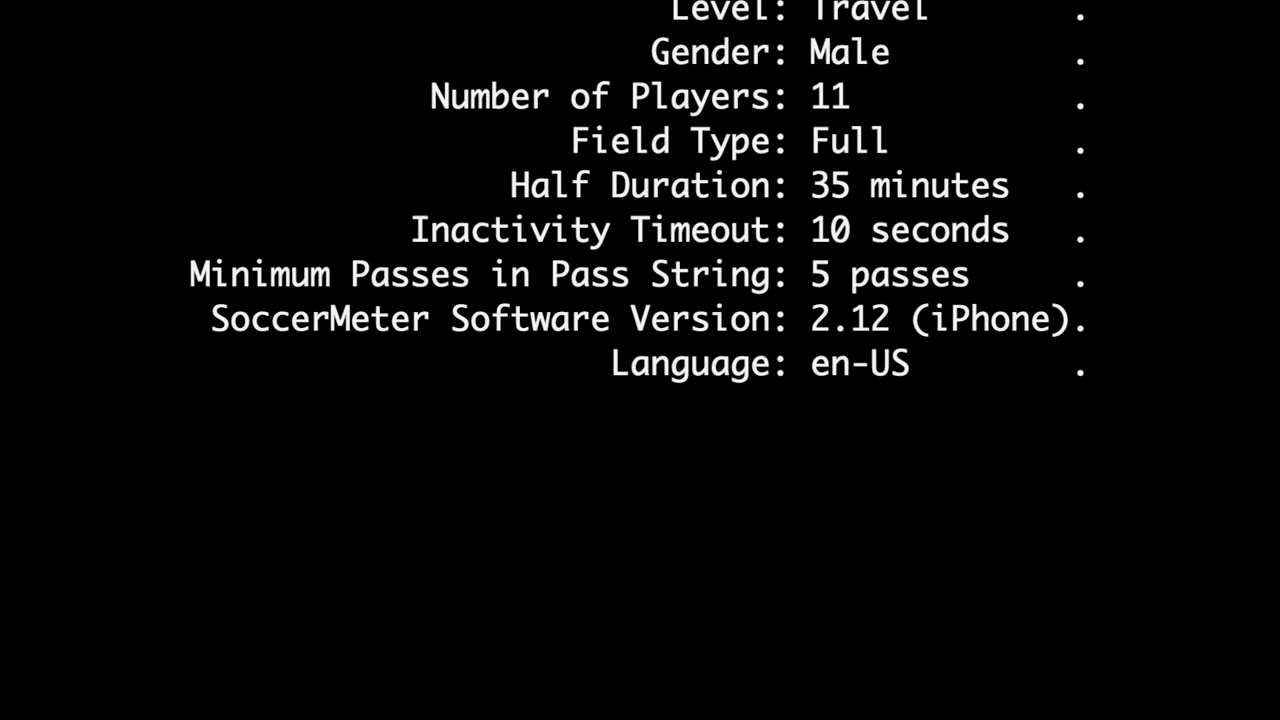 Level: Travel .
Gender: Male .
Number of Players: 11 .
Field Type: Full .
Half Duration: 35 minutes .
Inactivity Timeout: 10 seconds .
Minimum Passes in Pass String: 5 passes .
SoccerMeter Software Version: 2.12 (iPhone).
Language: en-US .